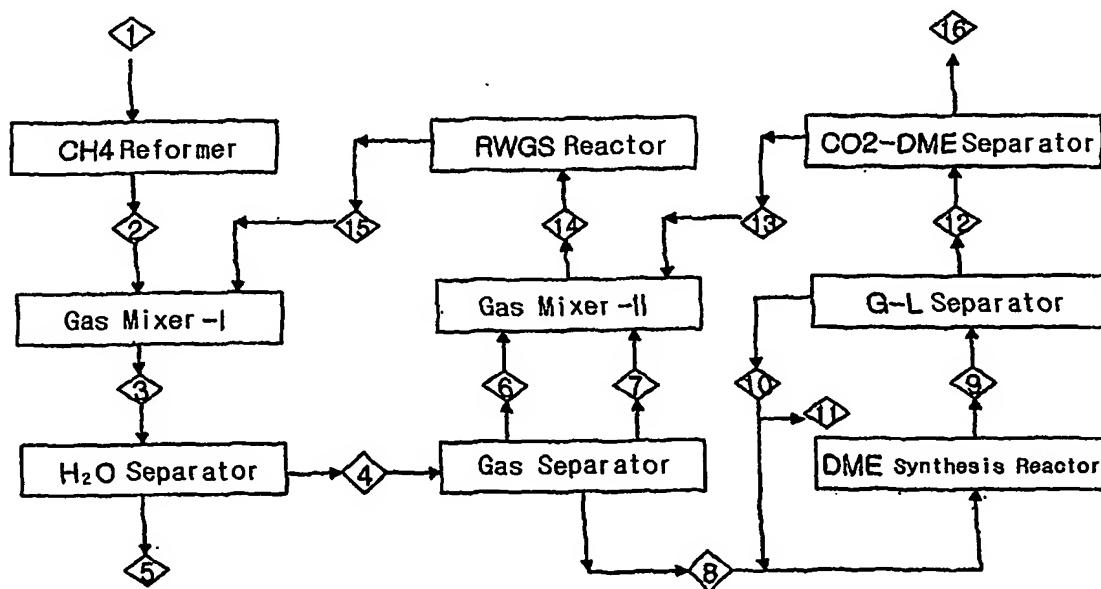 1
16
CH4 Reformer
RWGS Reactor
CO2-DME Separator
2
15
14
13
12
Gas Mixer-I
Gas Mixer-II
G-L Separator
3
6
7
10
11
9
H₂O Separator
4
Gas Separator
DME Synthesis Reactor
5
8